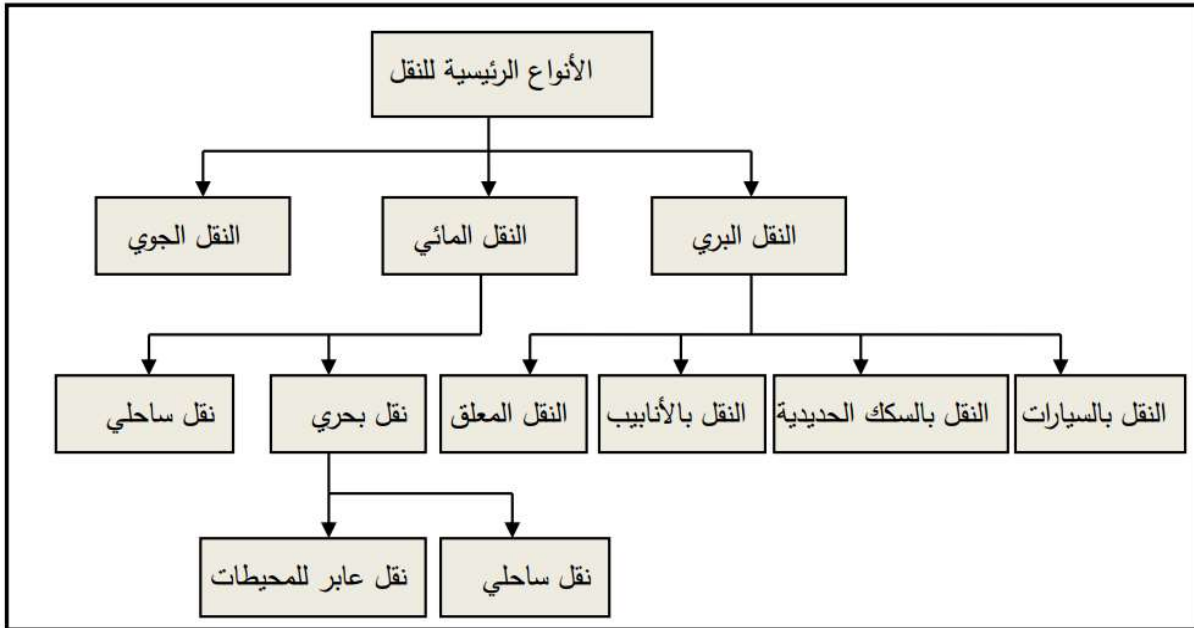 الأنواع الرئيسية للنقل
النقل البري
النقل المائي
النقل الجوي
النقل بالسيارات
النقل بالسكك الحديدية
النقل بالأنابيب
النقل المعلق
نقل بحري
نقل ساحلي
نقل ساحلي
نقل عابر للمحيطات